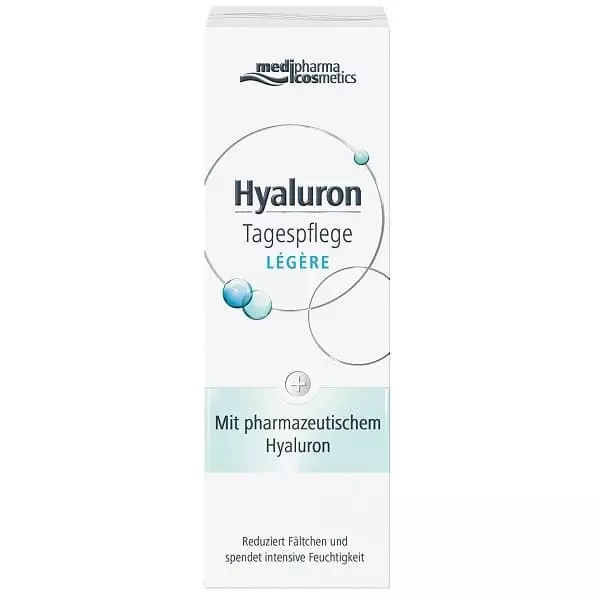 medipharma
cosmetics
Hyaluron
Tagespflege
LÉGÈRE
Mit pharmazeutischem
Hyaluron
Reduziert Fältchen und
spendet intensive Feuchtigkeit